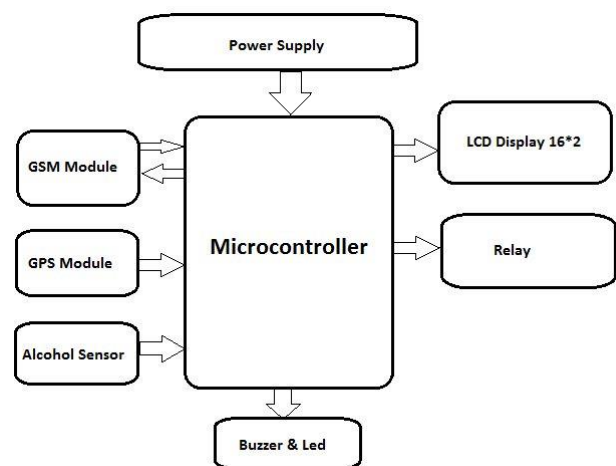 Power Supply
GSM Module
LCD Display 16*2
Microcontroller
GPS Module
Relay
Alcohol Sensor
Buzzer & Led